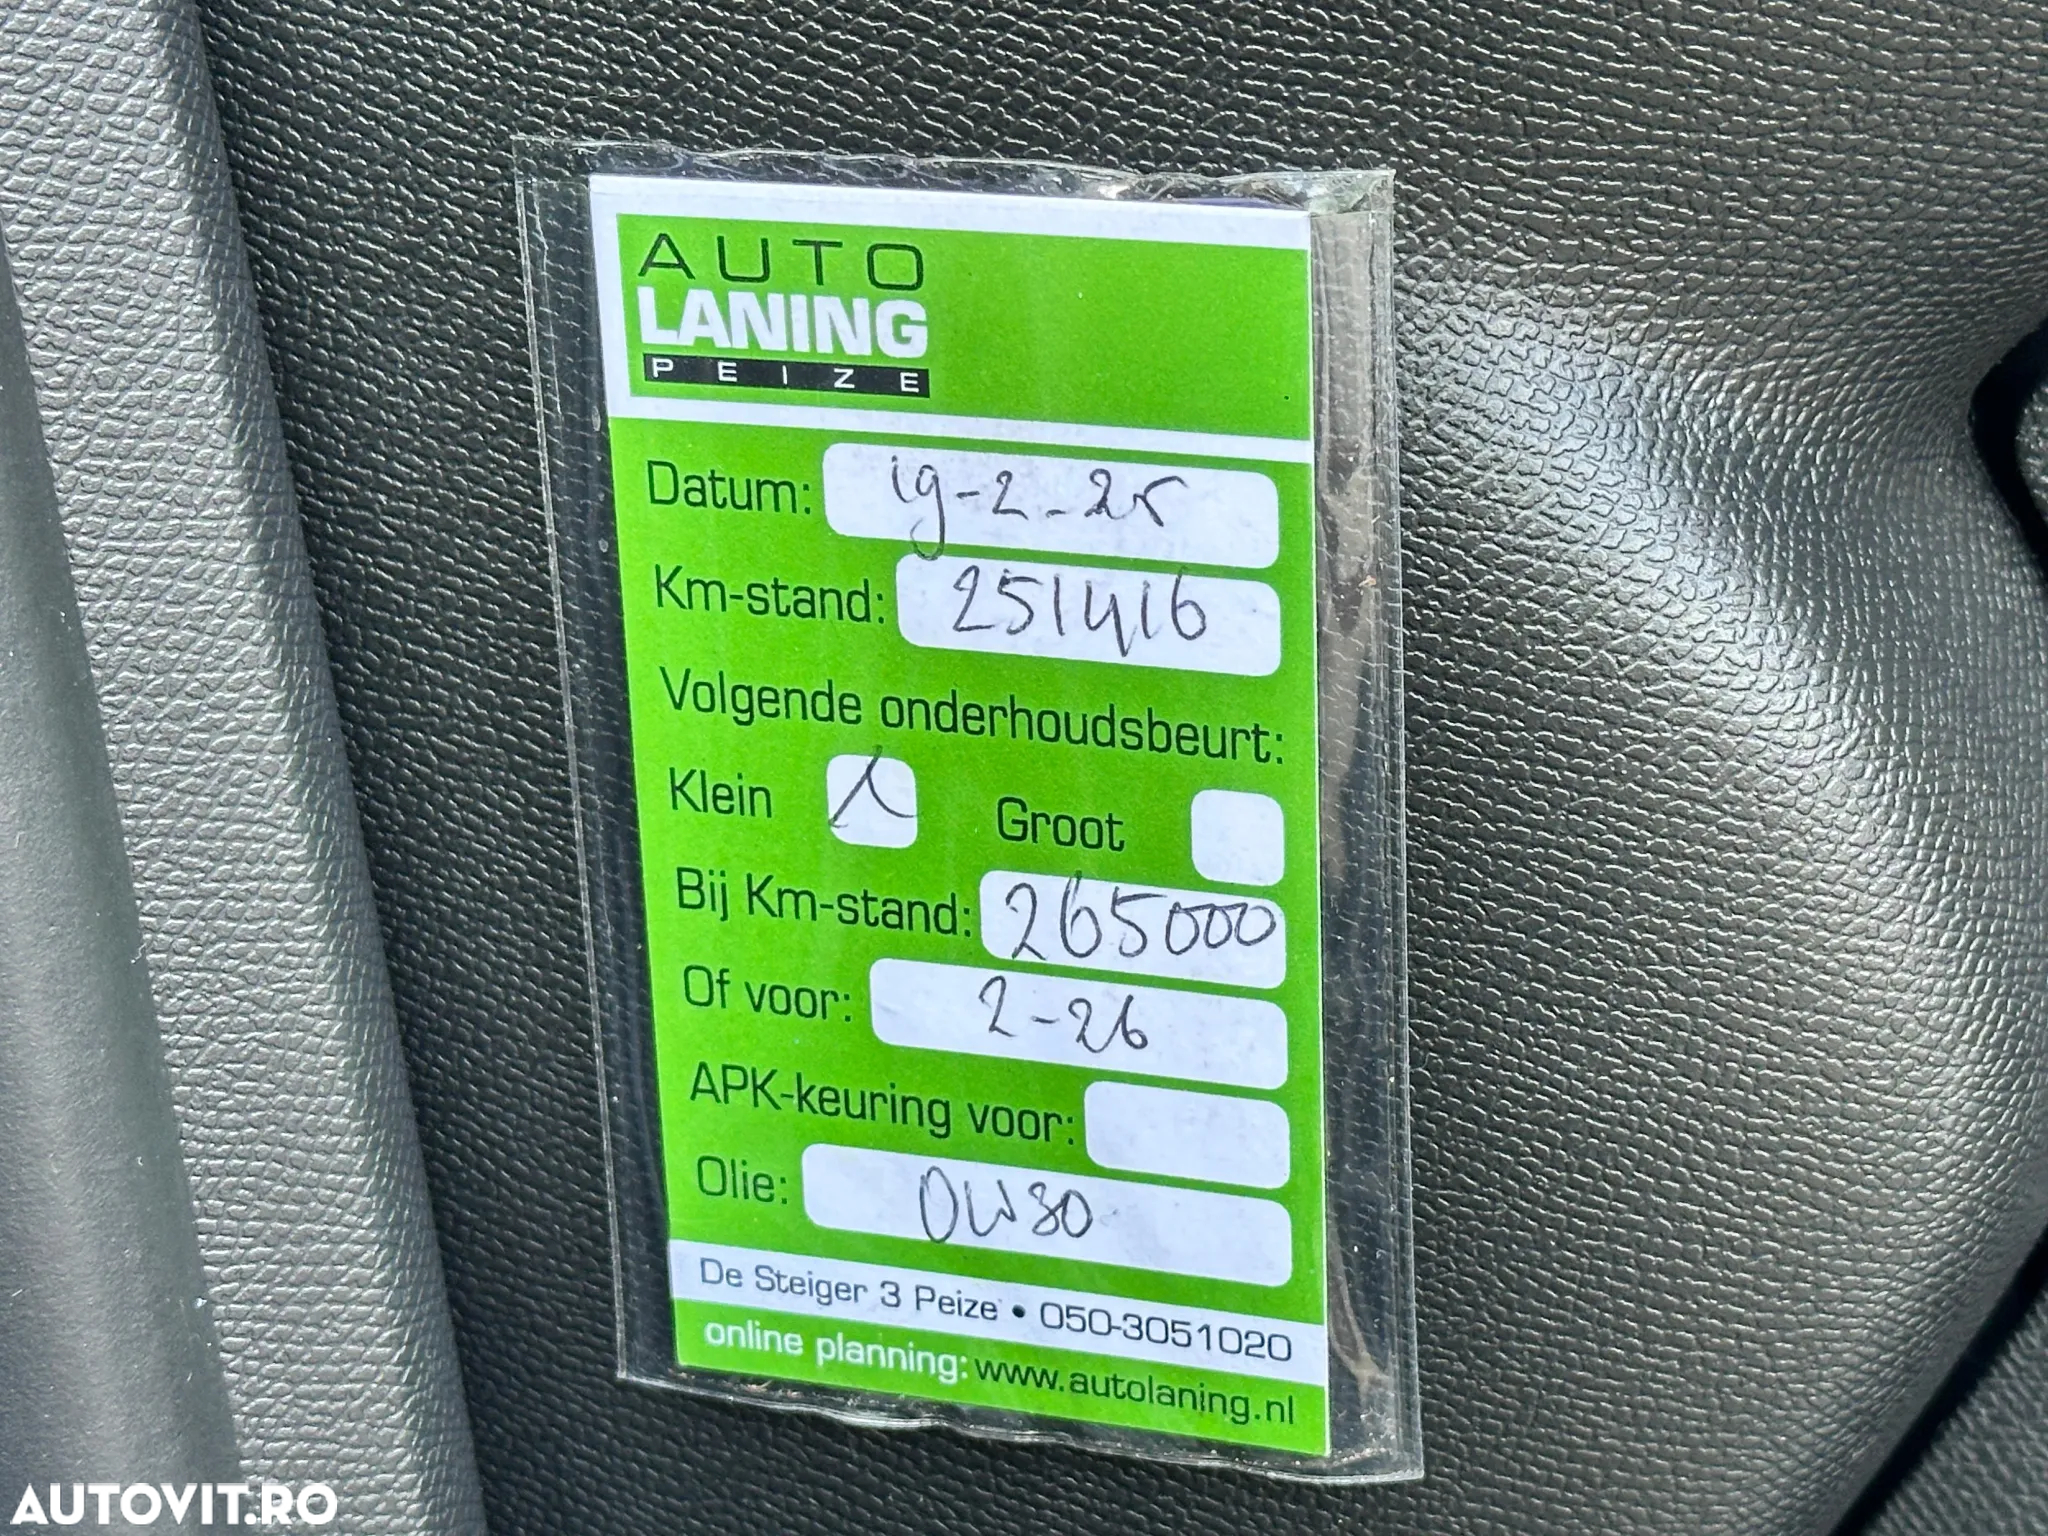 AUTO
LANING
PEIZE
Datum: 19-2-25
Km-stand: 251416
Volgende onderhoudsbeurt:
Klein X Groot
Bij Km-stand: 265000
Of voor: 2-26
APK-keuring voor:
Olie: 0W30
De Steiger 3 Peize • 050-3051020
online planning: www.autolaning.nl
AUTOVIT.RO